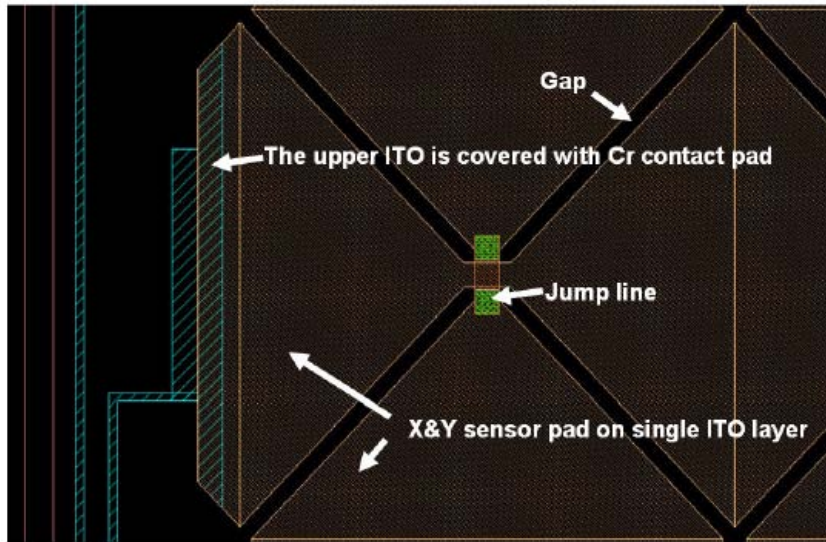 Gap
The upper ITO is covered with Cr contact pad
Jump line
X&Y sensor pad on single ITO layer